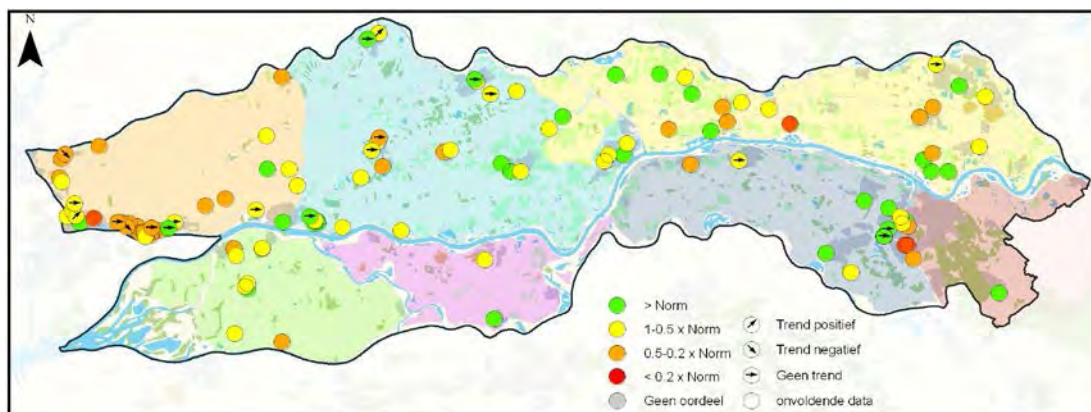 N
> Norm
1-0.5 x Norm
0.5-0.2 x Norm
< 0.2 x Norm
Geen oordeel
Trend positief
Trend negatief
Geen trend
onvoldende data